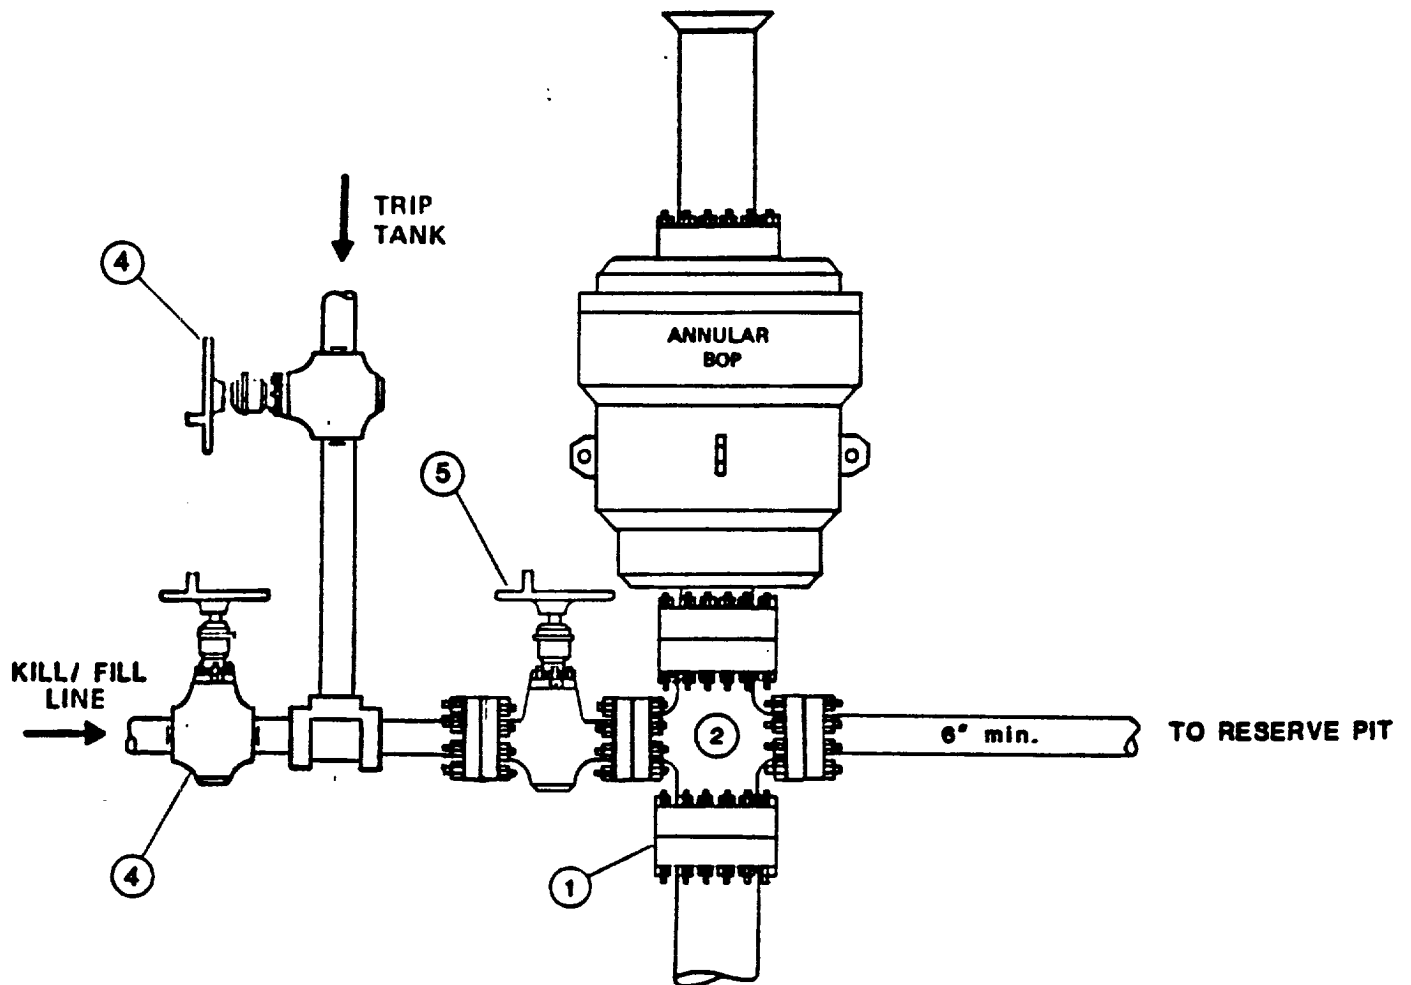 TRIP
TANK
4
ANNULAR
BOP
5
KILL/ FILL
LINE
2
6" min.
TO RESERVE PIT
4
1